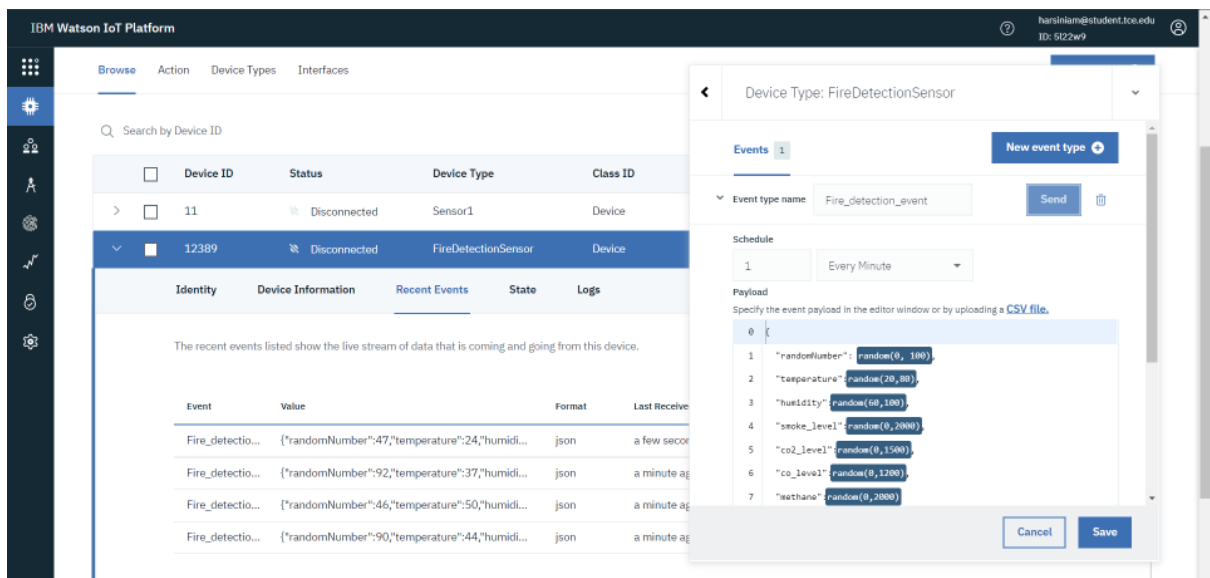 IBM Watson IoT Platform
harsiniam@student.tce.edu
ID: 5l22w9
Browse Action Device Types Interfaces
Search by Device ID
Device ID Status Device Type Class ID
11 Disconnected Sensor1 Device
12389 Disconnected FireDetectionSensor Device
Identity Device Information Recent Events State Logs
The recent events listed show the live stream of data that is coming and going from this device.
Event Value Format Last Receive
Fire_detectio... {"randomNumber":47,"temperature":24,"humidi... json a few secor
Fire_detectio... {"randomNumber":92,"temperature":37,"humidi... json a minute ag
Fire_detectio... {"randomNumber":46,"temperature":50,"humidi... json a minute ag
Fire_detectio... {"randomNumber":90,"temperature":44,"humidi... json a minute ag
Device Type: FireDetectionSensor
Events 1 New event type
Event type name Fire_detection_event Send
Schedule
1 Every Minute
Payload
Specify the event payload in the editor window or by uploading a CSV file.
0 {
1 "randomNumber": random(0, 100),
2 "temperature":random(20,80),
3 "humidity":random(60,100),
4 "smoke_level":random(0,2000),
5 "co2_level":random(0,1500),
6 "co_level":random(0,1200),
7 "methane":random(0,2000)
Cancel Save